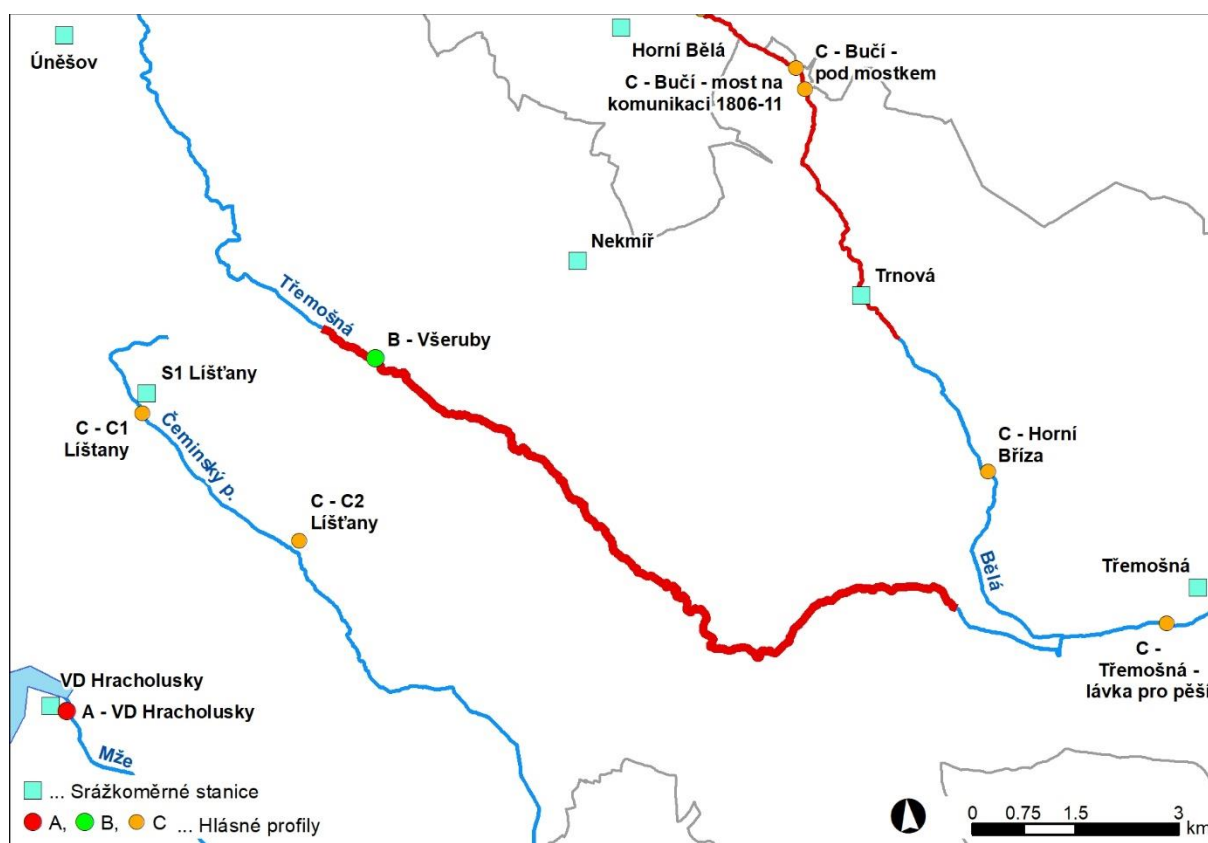 Úněšov
Horní Bělá
C - Bučí -
pod mostkem
C - Bučí - most na
komunikaci 1806-11
Nekmíř
Trnová
Třemošná
B - Všeruby
S1 Líšťany
C - C1
Líštany
Čeminský p.
C - C2
Líšťany
C - Horní
Bříza
Bělá
Třemošná
C -
Třemošná -
lávka pro pěší
VD Hracholusky
A - VD Hracholusky
Mže
... Srážkoměrné stanice
A, B, C ... Hlásné profily
0 0.75 1.5 3
km